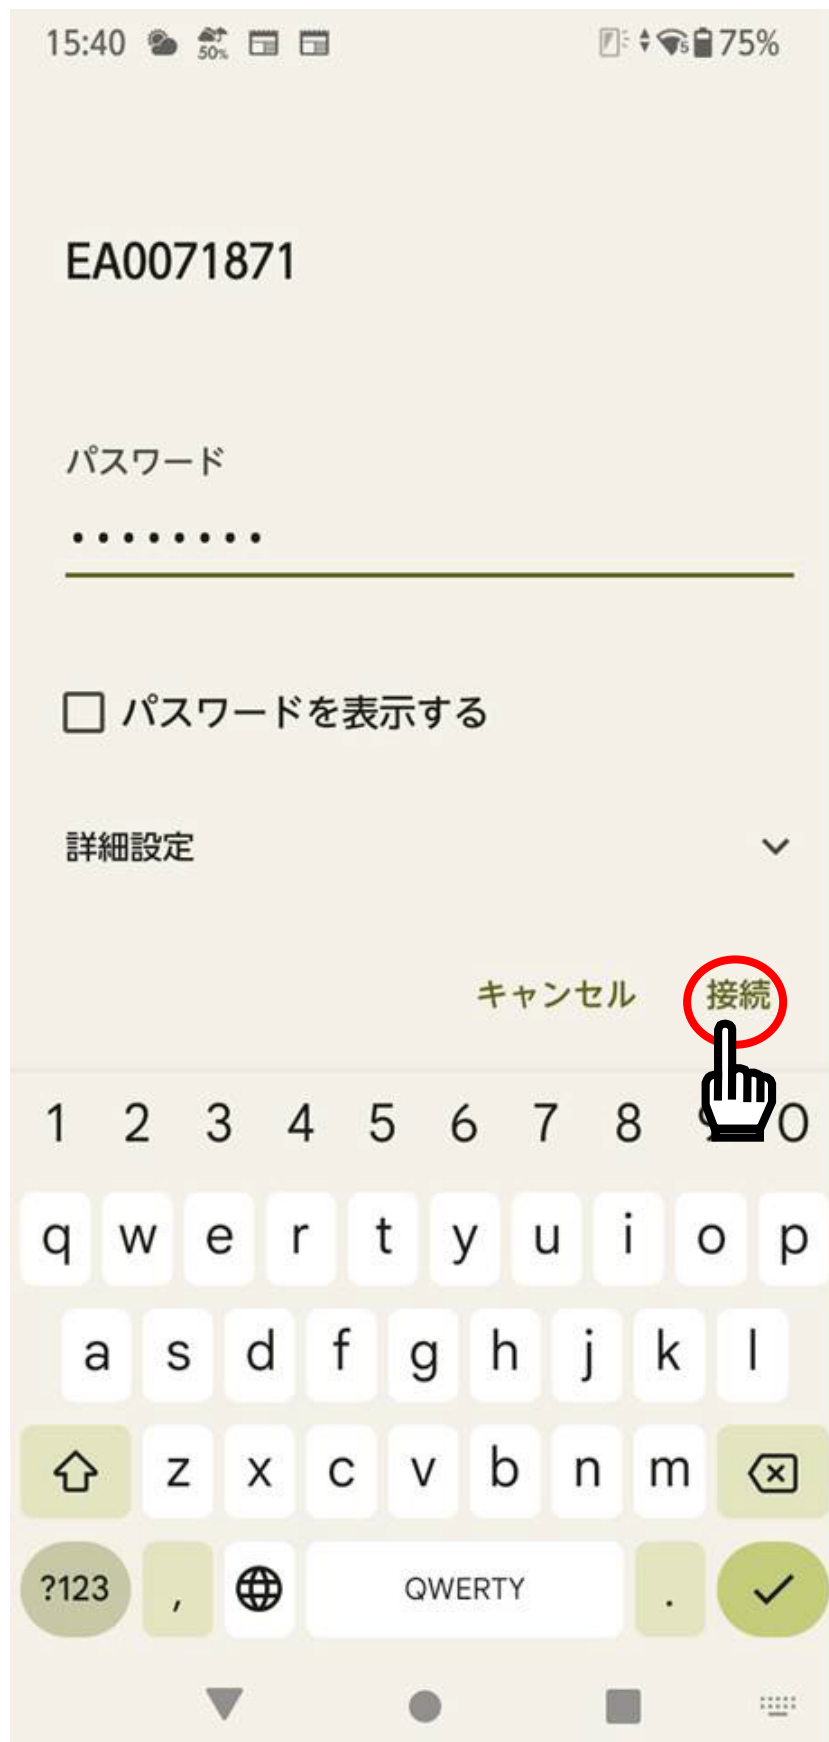 15:40 50% 5 75%
EA0071871
パスワード
••••••••
パスワードを表示する
詳細設定
キャンセル 接続
1 2 3 4 5 6 7 8 9 0
q w e r t y u i o p
a s d f g h j k l
z x c v b n m
?123 , QWERTY .